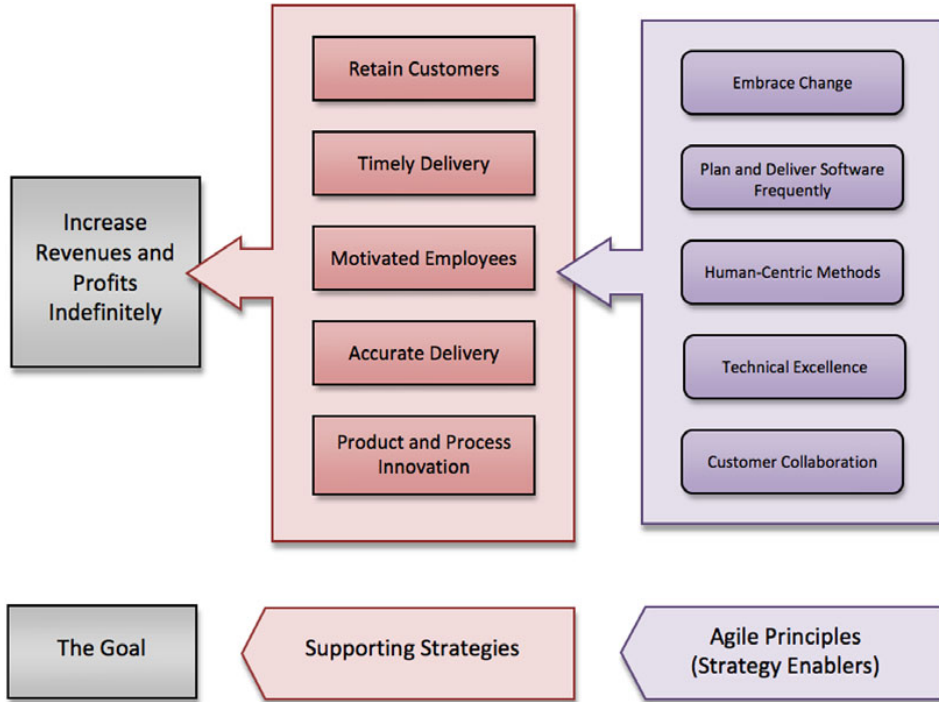 Increase
Revenues and
Profits
Indefinitely
Retain Customers
Timely Delivery
Motivated Employees
Accurate Delivery
Product and Process
Innovation
Embrace Change
Plan and Deliver Software
Frequently
Human-Centric Methods
Technical Excellence
Customer Collaboration
The Goal
Supporting Strategies
Agile Principles
(Strategy Enablers)